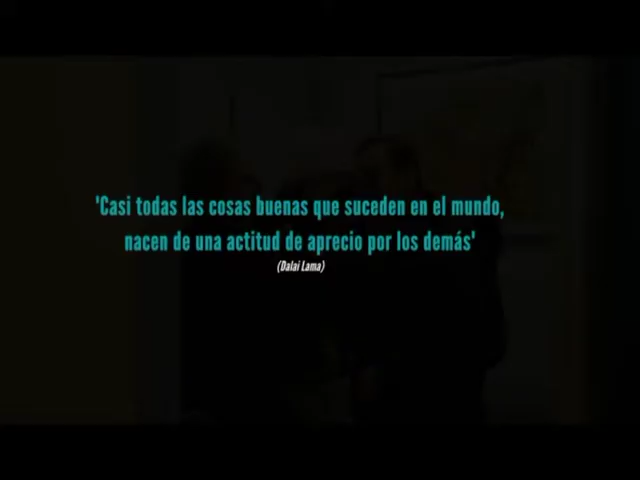 'Casi todas las cosas buenas que suceden en el mundo,
nacen de una actitud de aprecio por los demás'
(Dalai Lama)